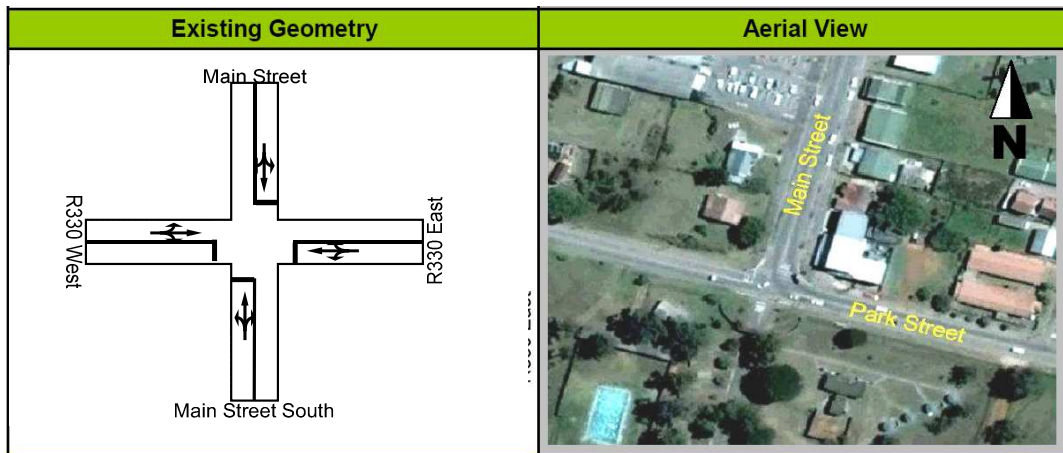 Existing Geometry
Aerial View
Main Street
R330 West
R330 East
Main Street South
Main Street
Park Street
N